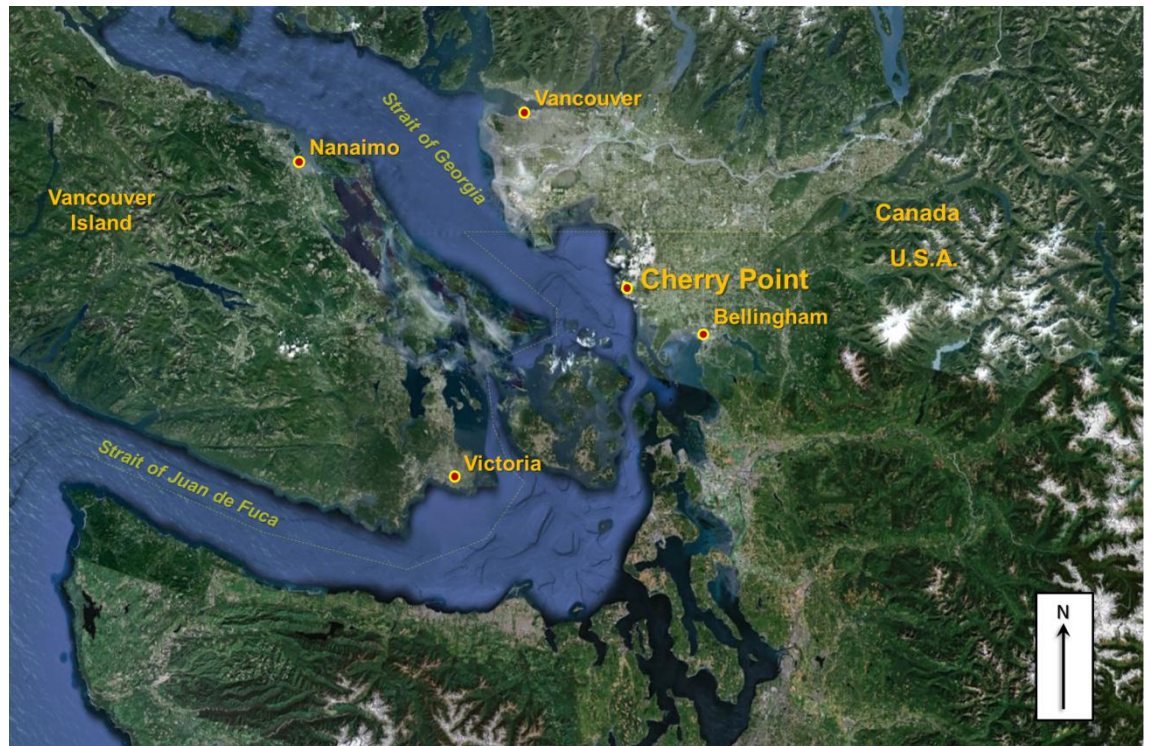 Vancouver
Strait of Georgia
Nanaimo
Vancouver
Island
Canada
U.S.A.
Cherry Point
Bellingham
Victoria
Strait of Juan de Fuca
N